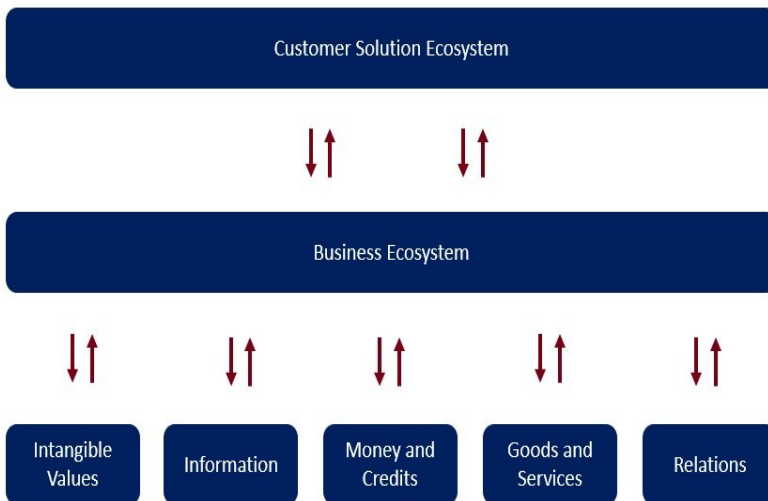 Customer Solution Ecosystem
Business Ecosystem
Intangible
Values
Information
Money and
Credits
Goods and
Services
Relations